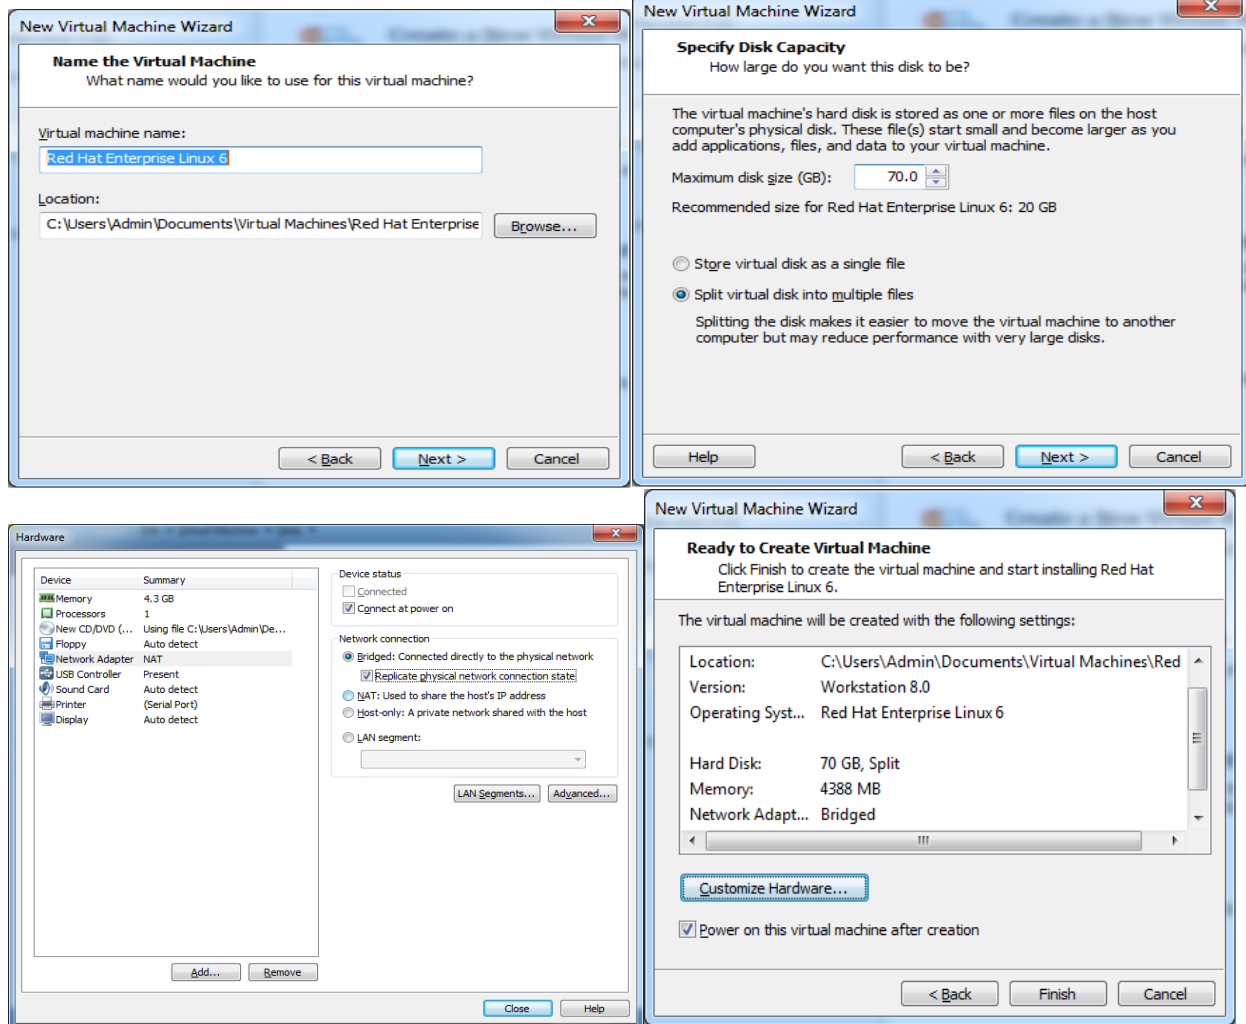 New Virtual Machine Wizard
Name the Virtual Machine
What name would you like to use for this virtual machine?
Virtual machine name:
Red Hat Enterprise Linux 6
Location:
C:\Users\Admin\Documents\Virtual Machines\Red Hat Enterprise
Browse...
< Back
Next >
Cancel
New Virtual Machine Wizard
Specify Disk Capacity
How large do you want this disk to be?
The virtual machine's hard disk is stored as one or more files on the host
computer's physical disk. These file(s) start small and become larger as you
add applications, files, and data to your virtual machine.
Maximum disk size (GB): 70.0
Recommended size for Red Hat Enterprise Linux 6: 20 GB
Store virtual disk as a single file
Split virtual disk into multiple files
Splitting the disk makes it easier to move the virtual machine to another
computer but may reduce performance with very large disks.
Help
< Back
Next >
Cancel
Hardware
Device Summary
Memory 4.3 GB
Processors 1
New CD/DVD (... Using file C:\Users\Admin\De...
Floppy Auto detect
Network Adapter NAT
USB Controller Present
Sound Card Auto detect
Printer (Serial Port)
Display Auto detect
Add...
Remove
Device status
Connected
Connect at power on
Network connection
Bridged: Connected directly to the physical network
Replicate physical network connection state
NAT: Used to share the host's IP address
Host-only: A private network shared with the host
LAN segment:
LAN Segments...
Advanced...
Close
Help
New Virtual Machine Wizard
Ready to Create Virtual Machine
Click Finish to create the virtual machine and start installing Red Hat
Enterprise Linux 6.
The virtual machine will be created with the following settings:
Location: C:\Users\Admin\Documents\Virtual Machines\Red
Version: Workstation 8.0
Operating Syst... Red Hat Enterprise Linux 6
Hard Disk: 70 GB, Split
Memory: 4388 MB
Network Adapt... Bridged
Customize Hardware...
Power on this virtual machine after creation
< Back
Finish
Cancel